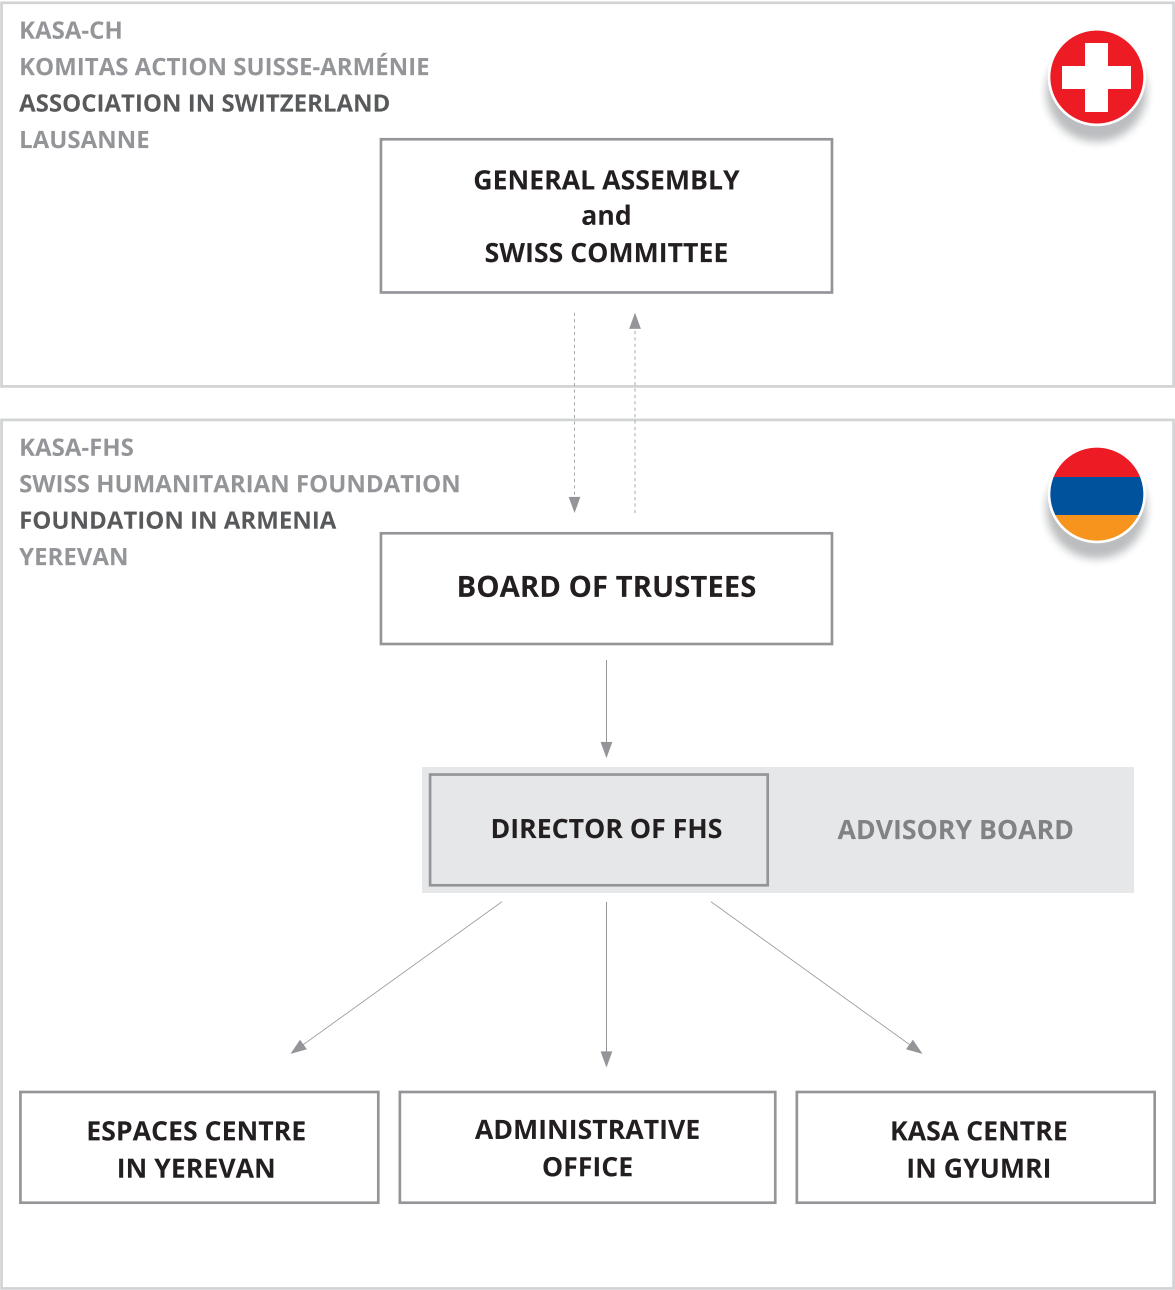 KASA-CH
KOMITAS ACTION SUISSE-ARMÉNIE
ASSOCIATION IN SWITZERLAND
LAUSANNE
GENERAL ASSEMBLY
and
SWISS COMMITTEE
KASA-FHS
SWISS HUMANITARIAN FOUNDATION
FOUNDATION IN ARMENIA
YEREVAN
BOARD OF TRUSTEES
DIRECTOR OF FHS
ADVISORY BOARD
ESPACES CENTRE
IN YEREVAN
ADMINISTRATIVE
OFFICE
KASA CENTRE
IN GYUMRI